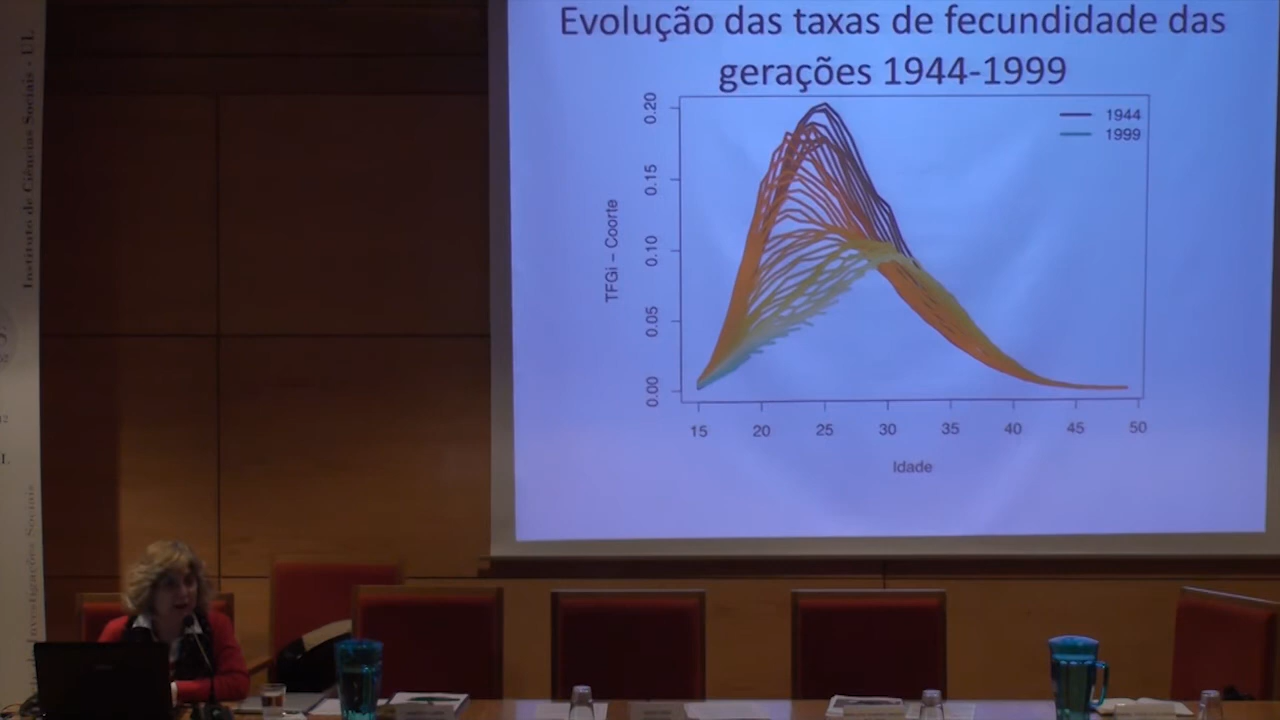 Evolução das taxas de fecundidade das
gerações 1944-1999
1944
1999
0.20
0.15
0.10
0.05
0.00
TFGi – Coorte
15 20 25 30 35 40 45 50
Idade
Instituto de Ciências Sociais - UL